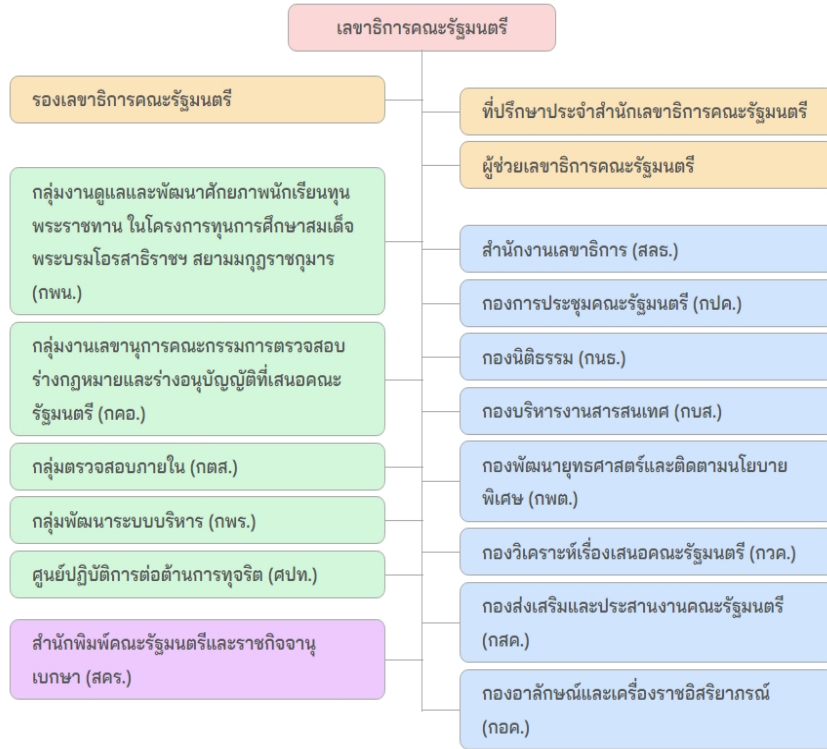 เลขาธิการคณะรัฐมนตรี
รองเลขาธิการคณะรัฐมนตรี
ที่ปรึกษาประจำสำนักเลขาธิการคณะรัฐมนตรี
ผู้ช่วยเลขาธิการคณะรัฐมนตรี
กลุ่มงานดูแลและพัฒนาศักยภาพนักเรียนทุน
พระราชทาน ในโครงการทุนการศึกษาสมเด็จ
พระบรมโอรสาธิราชฯ สยามมกุฎราชกุมาร
(กพน.)
กลุ่มงานเลขานุการคณะกรรมการตรวจสอบ
ร่างกฎหมายและร่างอนุบัญญัติที่เสนอคณะ
รัฐมนตรี (กคอ.)
กลุ่มตรวจสอบภายใน (กตส.)
กลุ่มพัฒนาระบบบริหาร (กพร.)
ศูนย์ปฏิบัติการต่อต้านการทุจริต (ศปท.)
สำนักพิมพ์คณะรัฐมนตรีและราชกิจจานุ
เบกษา (สคร.)
สำนักงานเลขาธิการ (สลธ.)
กองการประชุมคณะรัฐมนตรี (กปค.)
กองนิติธรรม (กนธ.)
กองบริหารงานสารสนเทศ (กบส.)
กองพัฒนายุทธศาสตร์และติดตามนโยบาย
พิเศษ (กพต.)
กองวิเคราะห์เรื่องเสนอคณะรัฐมนตรี (กวค.)
กองส่งเสริมและประสานงานคณะรัฐมนตรี
(กสค.)
กองอาลักษณ์และเครื่องราชอิสริยาภรณ์
(กอค.)